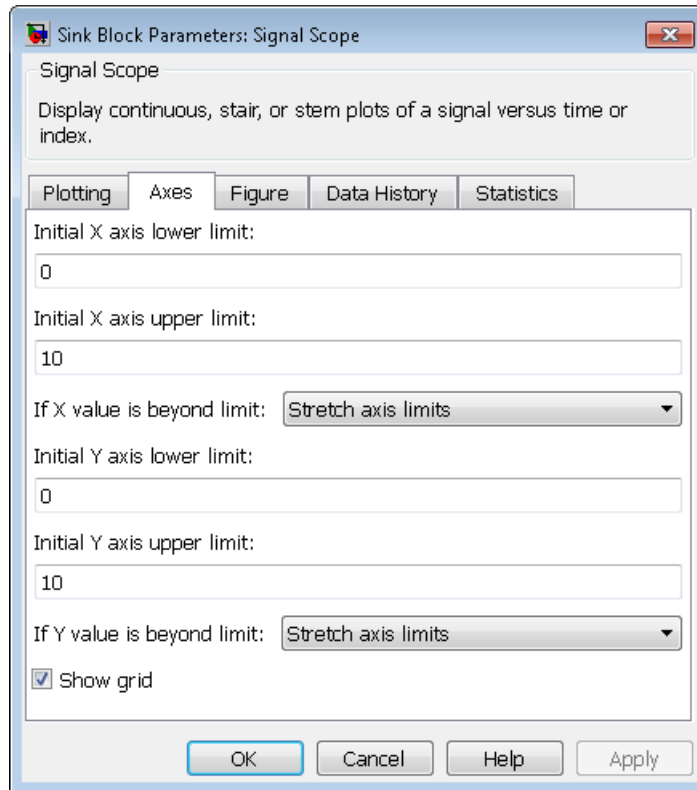 Sink Block Parameters: Signal Scope
Signal Scope
Display continuous, stair, or stem plots of a signal versus time or
index.
Plotting Axes Figure Data History Statistics
Initial X axis lower limit:
0
Initial X axis upper limit:
10
If X value is beyond limit: Stretch axis limits
Initial Y axis lower limit:
0
Initial Y axis upper limit:
10
If Y value is beyond limit: Stretch axis limits
Show grid
OK Cancel Help Apply